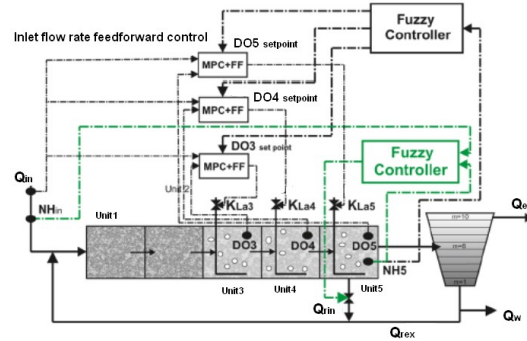 Inlet flow rate feedforward control
DO5 setpoint
Fuzzy
Controller
MPC+FF
DO4 setpoint
MPC+FF
DO3 set point
MPC+FF
Fuzzy
Controller
Qin
NHin
Unit2
KLa3
KLa4
KLa5
Unit1
DO3
DO4
DO5
NH5
m=10
m=6
m=1
Qe
Unit3
Unit4
Unit5
Qrin
Qw
Qrex